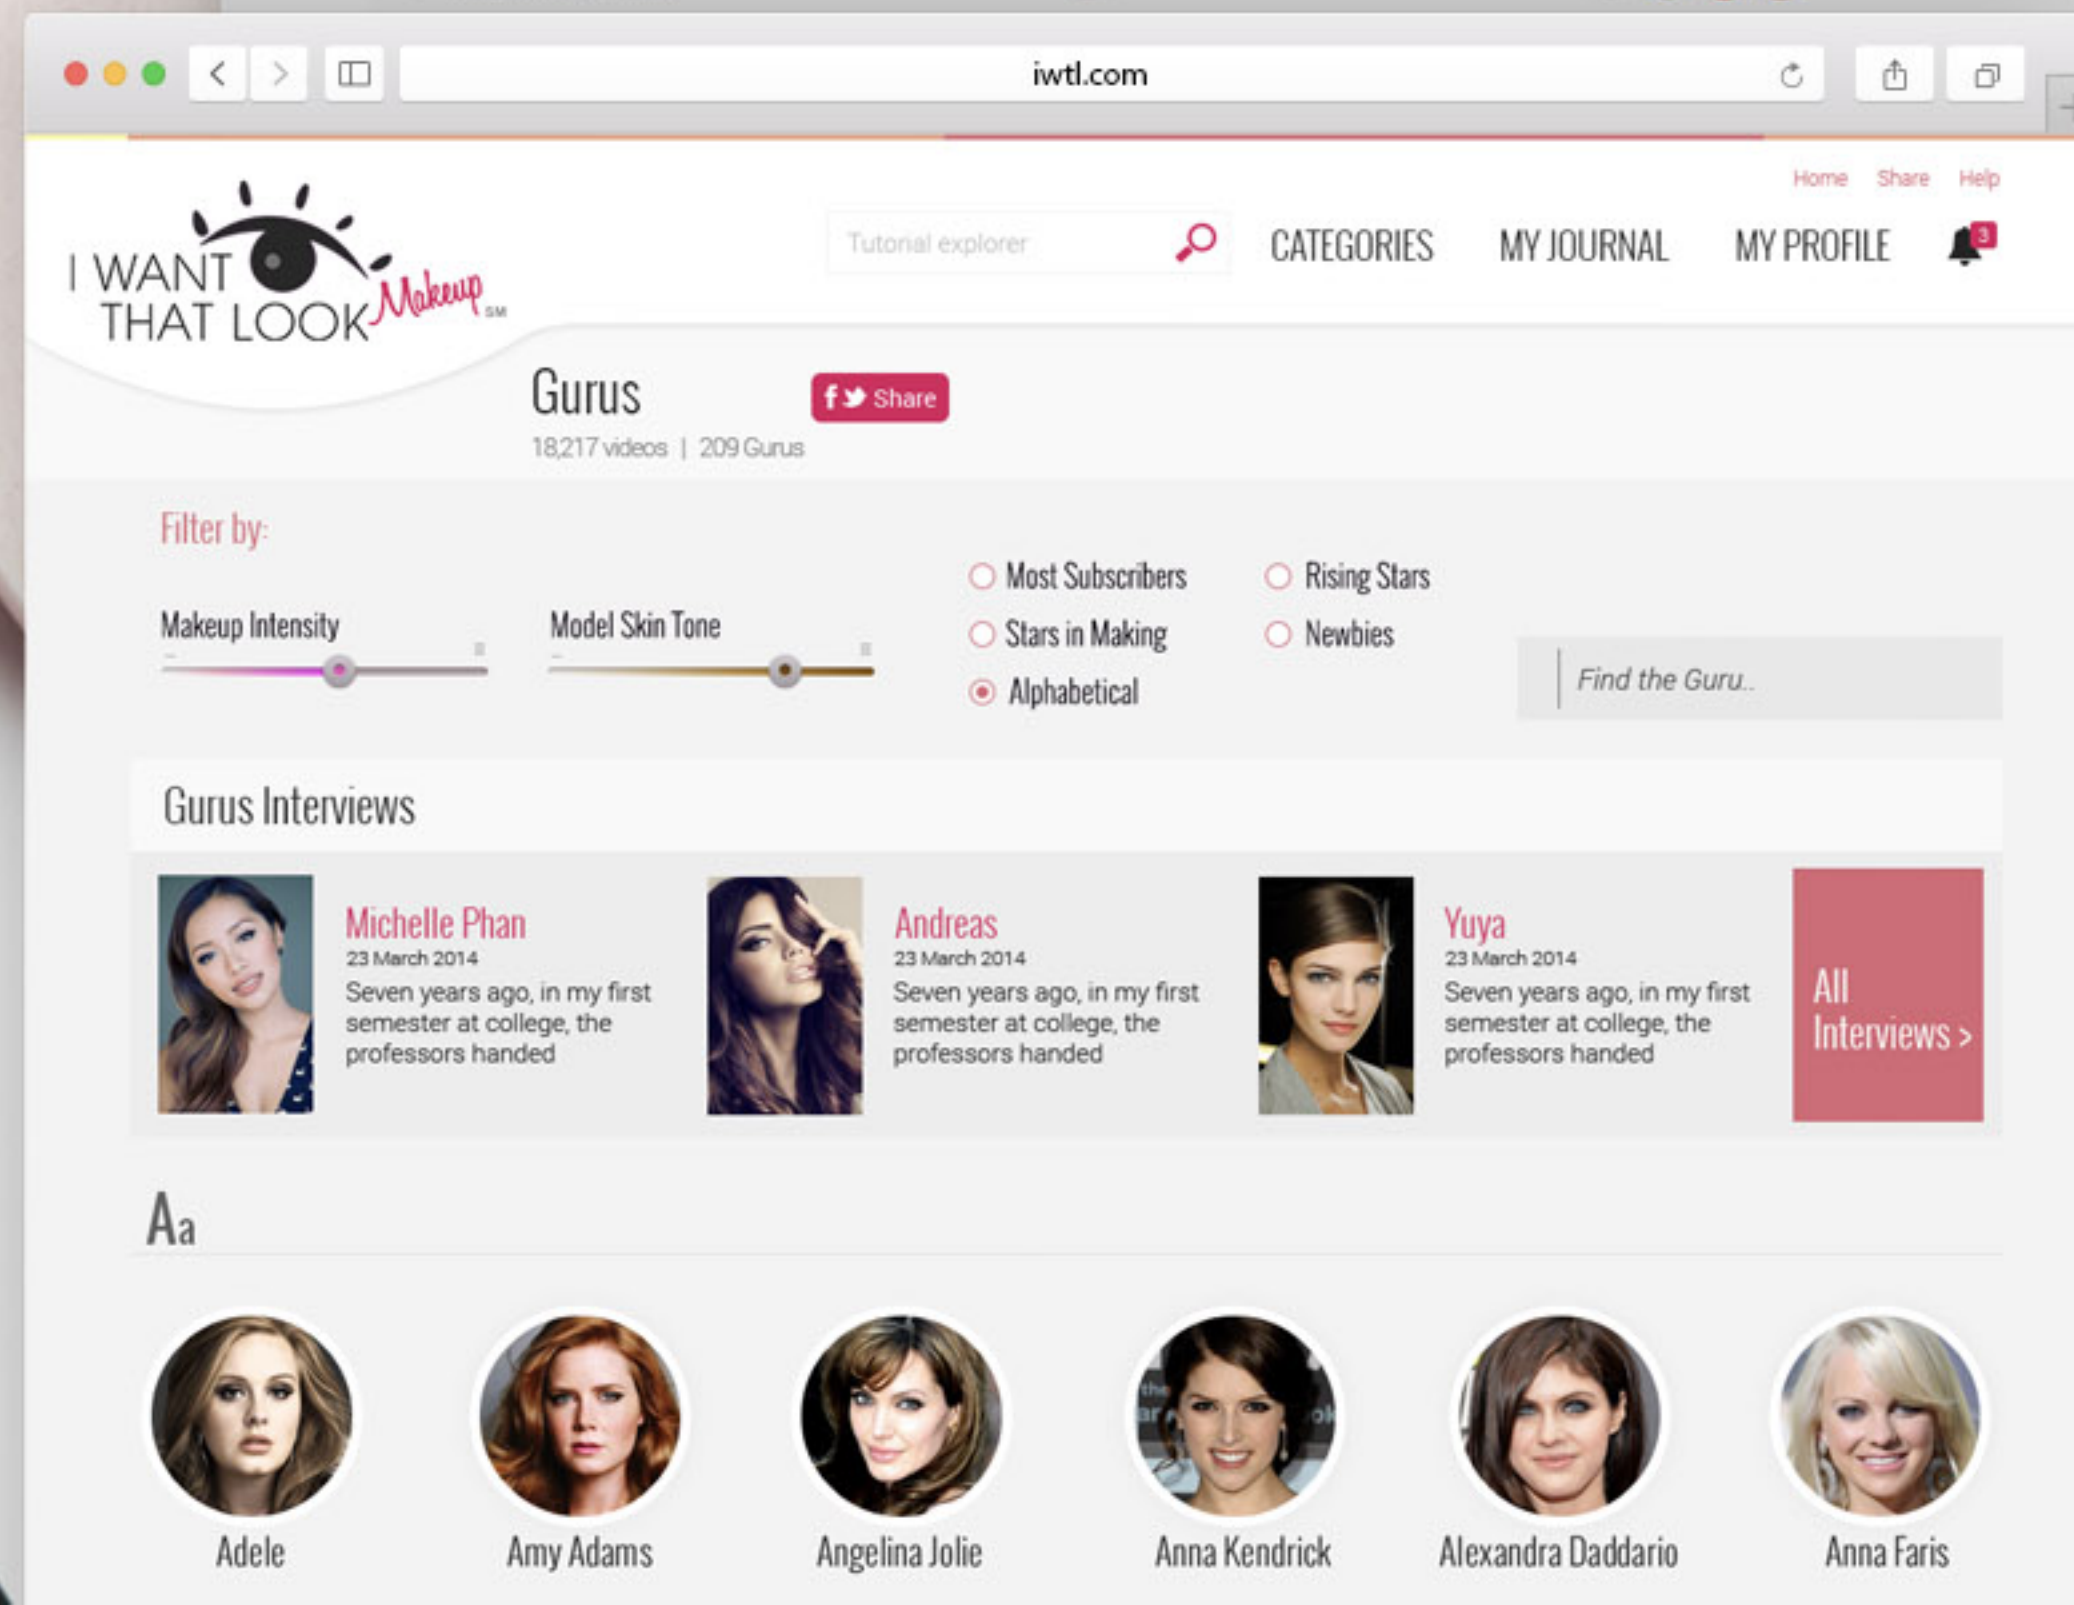 iwtl.com
Home Share Help
I WANT
THAT LOOK
Makeup SM
Tutorial explorer
CATEGORIES MY JOURNAL MY PROFILE 3
Gurus
f Share
18,217 videos | 209 Gurus
Filter by:
Makeup Intensity
Model Skin Tone
Most Subscribers
Rising Stars
Stars in Making
Newbies
Alphabetical
Find the Guru..
Gurus Interviews
Michelle Phan
23 March 2014
Seven years ago, in my first
semester at college, the
professors handed
Andreas
23 March 2014
Seven years ago, in my first
semester at college, the
professors handed
Yuya
23 March 2014
Seven years ago, in my first
semester at college, the
professors handed
All
Interviews >
Aa
Adele
Amy Adams
Angelina Jolie
Anna Kendrick
Alexandra Daddario
Anna Faris